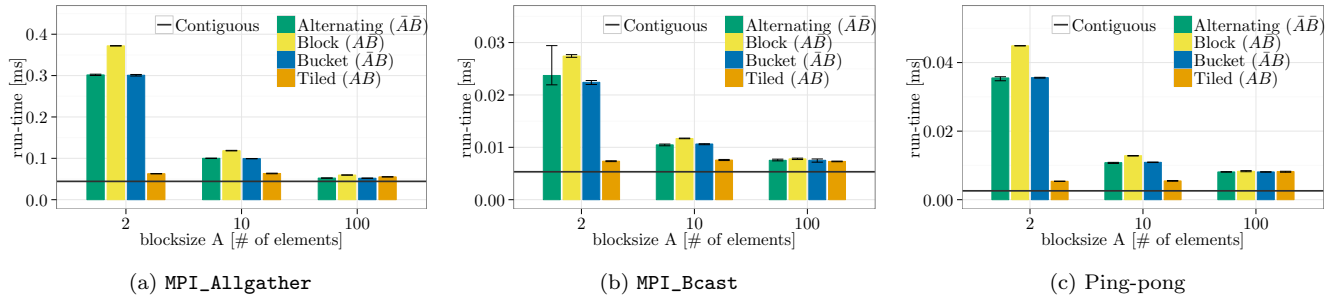 Contiguous
Alternating (ĀB̄)
Block (AB̄)
Bucket (ĀB)
Tiled (AB)
run-time [ms]
0.4
0.3
0.2
0.1
0.0
2
10
100
blocksize A [# of elements]
(a) MPI_Allgather
Contiguous
Alternating (ĀB̄)
Block (AB̄)
Bucket (ĀB)
Tiled (AB)
run-time [ms]
0.03
0.02
0.01
0.00
2
10
100
blocksize A [# of elements]
(b) MPI_Bcast
Contiguous
Alternating (ĀB̄)
Block (AB̄)
Bucket (ĀB)
Tiled (AB)
run-time [ms]
0.04
0.02
0.00
2
10
100
blocksize A [# of elements]
(c) Ping-pong